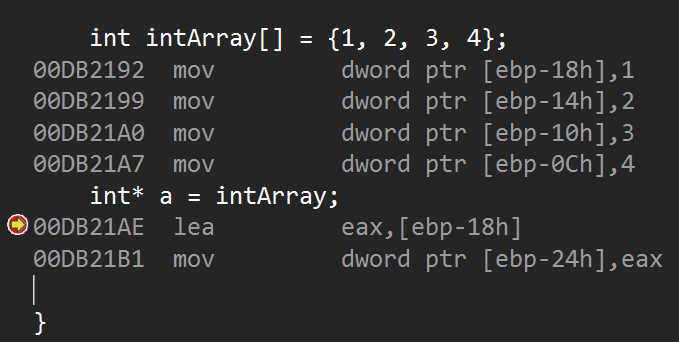 int intArray[] = {1, 2, 3, 4};
00DB2192 mov dword ptr [ebp-18h],1
00DB2199 mov dword ptr [ebp-14h],2
00DB21A0 mov dword ptr [ebp-10h],3
00DB21A7 mov dword ptr [ebp-0Ch],4
int* a = intArray;
00DB21AE lea eax,[ebp-18h]
00DB21B1 mov dword ptr [ebp-24h],eax
}